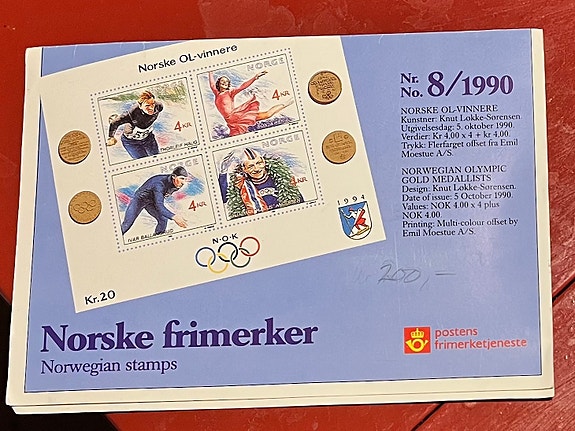 Norske OL-vinnere
NORGE
NORGE
4 KR
4 KR
THORLEIF HAUG
NORGE
NORGE
4 KR
4 KR
IVAR BALLANGRUD
1994
N·O·K
Kr.20
Nr.
No. 8/1990
NORSKE OL-VINNERE
Kunstner: Knut Løkke-Sørensen.
Utgivelsesdag: 5. oktober 1990.
Verdier: Kr 4,00 x 4 + kr 4,00.
Trykk: Flerfarget offset fra Emil
Moestue A/S.
NORWEGIAN OLYMPIC
GOLD MEDALLISTS
Design: Knut Løkke-Sørensen.
Date of issue: 5 October 1990.
Values: NOK 4.00 x 4 plus
NOK 4.00.
Printing: Multi-colour offset by
Emil Moestue A/S.
200,-
Norske frimerker
Norwegian stamps
postens
frimerketjeneste